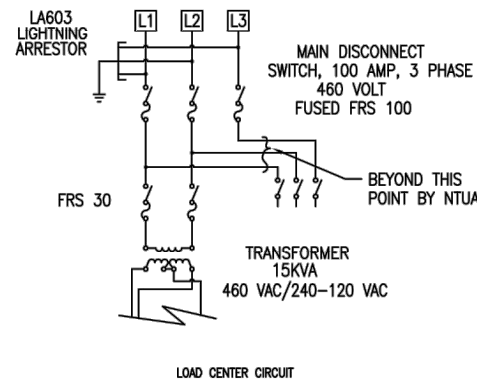 LA603
LIGHTNING
ARRESTOR
L1
L2
L3
MAIN DISCONNECT
SWITCH, 100 AMP, 3 PHASE
460 VOLT
FUSED FRS 100
BEYOND THIS
POINT BY NTUA
FRS 30
TRANSFORMER
15KVA
460 VAC/240-120 VAC
LOAD CENTER CIRCUIT